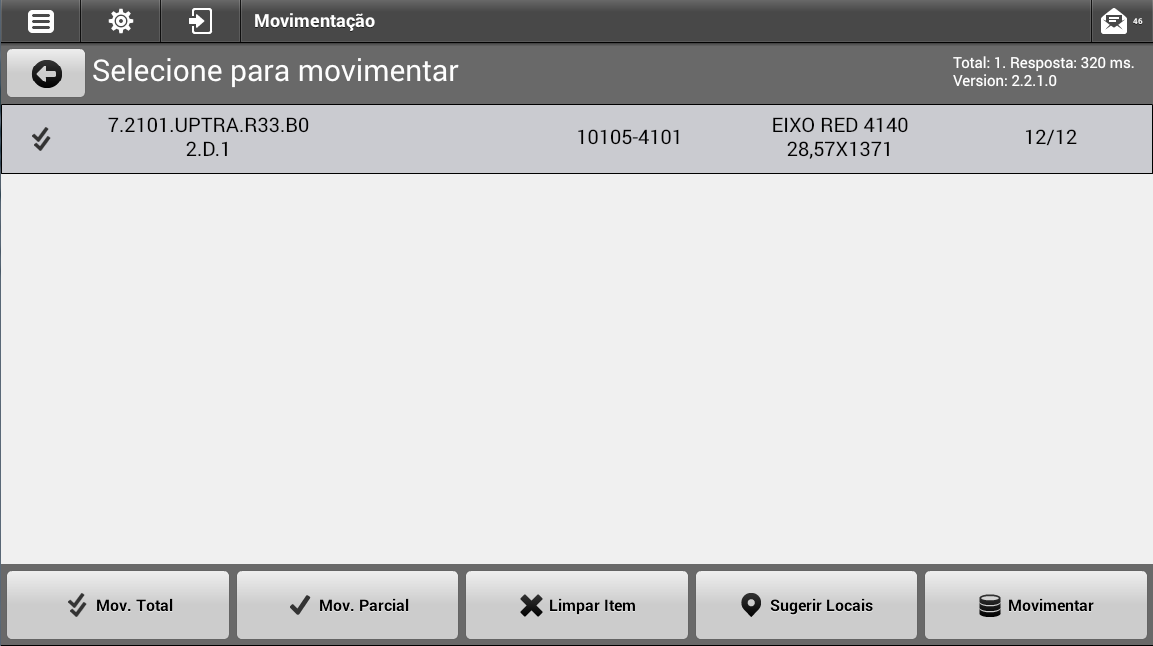 Movimentação
46
Selecione para movimentar
Total: 1. Resposta: 320 ms.
Version: 2.2.1.0
7.2101.UPTRA.R33.B0
2.D.1
10105-4101
EIXO RED 4140
28,57X1371
12/12
Mov. Total
Mov. Parcial
Limpar Item
Sugerir Locais
Movimentar